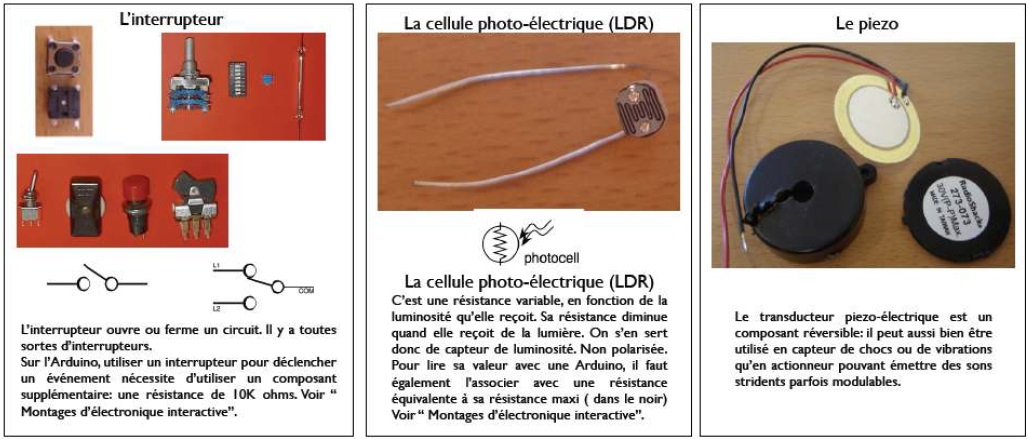 L'interrupteur
L1
L2
COM
L'interrupteur ouvre ou ferme un circuit. Il y a toutes
sortes d'interrupteurs.
Sur l'Arduino, utiliser un interrupteur pour déclencher
un événement nécessite d'utiliser un composant
supplémentaire: une résistance de 10K ohms. Voir "
Montages d'électronique interactive".
La cellule photo-électrique (LDR)
photocell
La cellule photo-électrique (LDR)
C'est une résistance variable, en fonction de la
luminosité qu'elle reçoit. Sa résistance diminue
quand elle reçoit de la lumière. On s'en sert
donc de capteur de luminosité. Non polarisée.
Pour lire sa valeur avec une Arduino, il faut
également l'associer avec une résistance
équivalente à sa résistance maxi ( dans le noir)
Voir " Montages d'électronique interactive".
Le piezo
RadioShack
273-073
30V(P-P)Max.
MADE IN TAIWAN
Le transducteur piezo-électrique est un
composant réversible: il peut aussi bien être
utilisé en capteur de chocs ou de vibrations
qu'en actionneur pouvant émettre des sons
stridents parfois modulables.